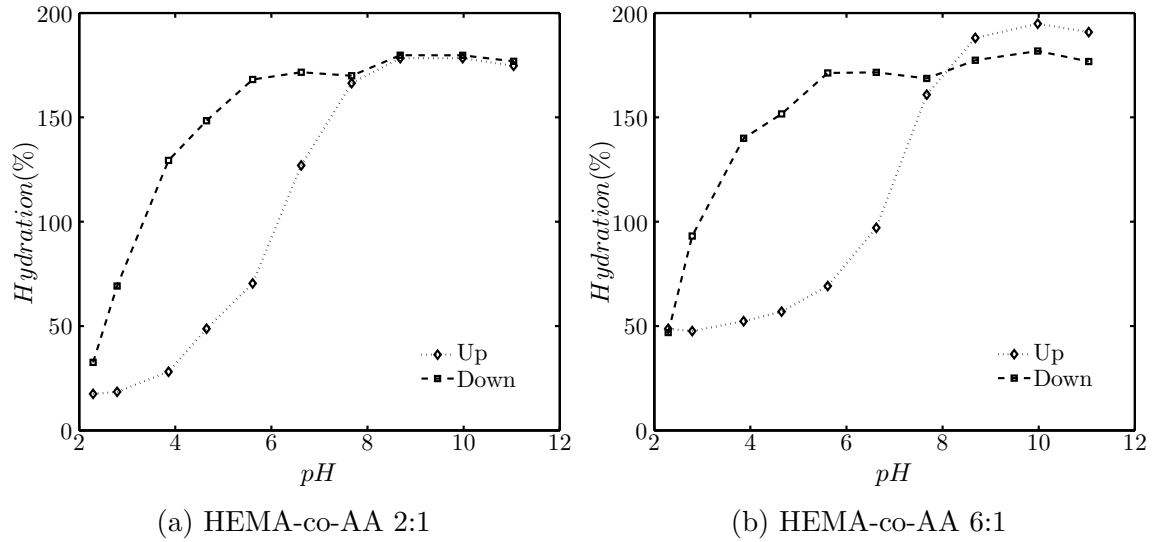 200
150
100
50
0
Hydration(%)
2 4 6 8 10 12
pH
Up
Down
(a) HEMA-co-AA 2:1
200
150
100
50
0
Hydration(%)
2 4 6 8 10 12
pH
Up
Down
(b) HEMA-co-AA 6:1